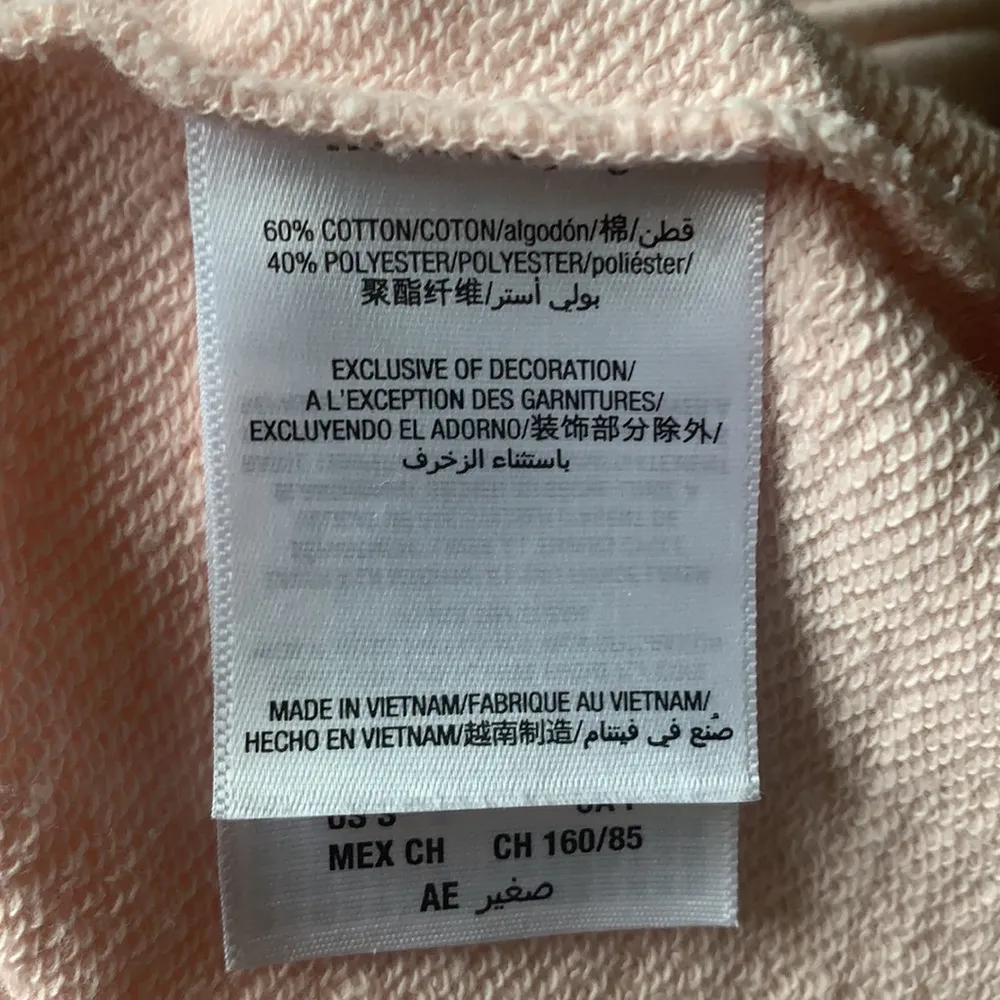 60% COTTON/COTON/algodón/棉/قطن
40% POLYESTER/POLYESTER/poliéster/
聚酯纤维/بولي أستر
EXCLUSIVE OF DECORATION/
A L'EXCEPTION DES GARNITURES/
EXCLUYENDO EL ADORNO/装饰部分除外/
باستثناء الزخرف
MADE IN VIETNAM/FABRIQUE AU VIETNAM/
HECHO EN VIETNAM/越南制造/صُنع في فيتنام
US S
MEX CH CH 160/85
AE صغير